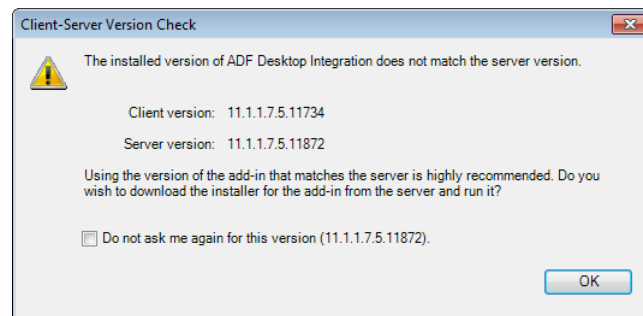 Client-Server Version Check
The installed version of ADF Desktop Integration does not match the server version.
Client version: 11.1.1.7.5.11734
Server version: 11.1.1.7.5.11872
Using the version of the add-in that matches the server is highly recommended. Do you
wish to download the installer for the add-in from the server and run it?
Do not ask me again for this version (11.1.1.7.5.11872).
OK